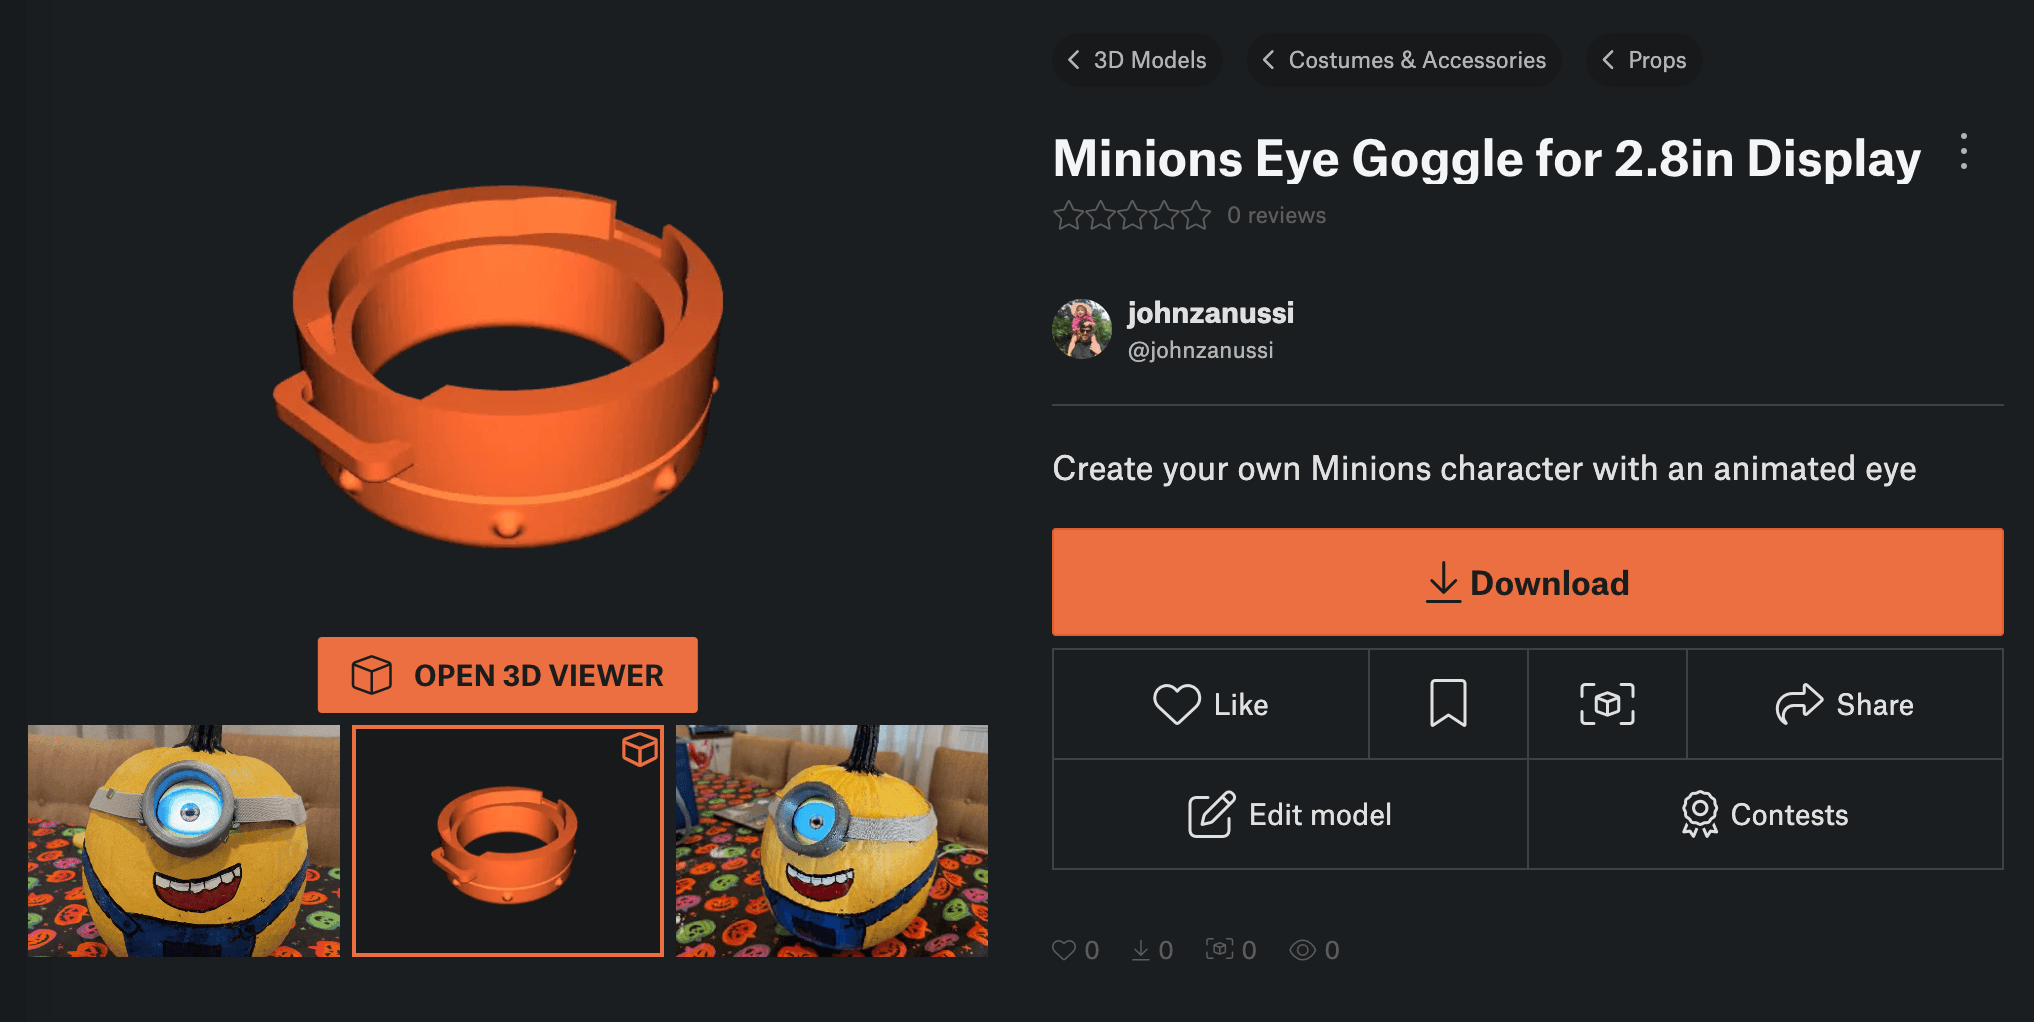 3D Models
Costumes & Accessories
Props
Minions Eye Goggle for 2.8in Display
0 reviews
johnzanussi
@johnzanussi
Create your own Minions character with an animated eye
Download
OPEN 3D VIEWER
Like
Share
Edit model
Contests
0
0
0
0